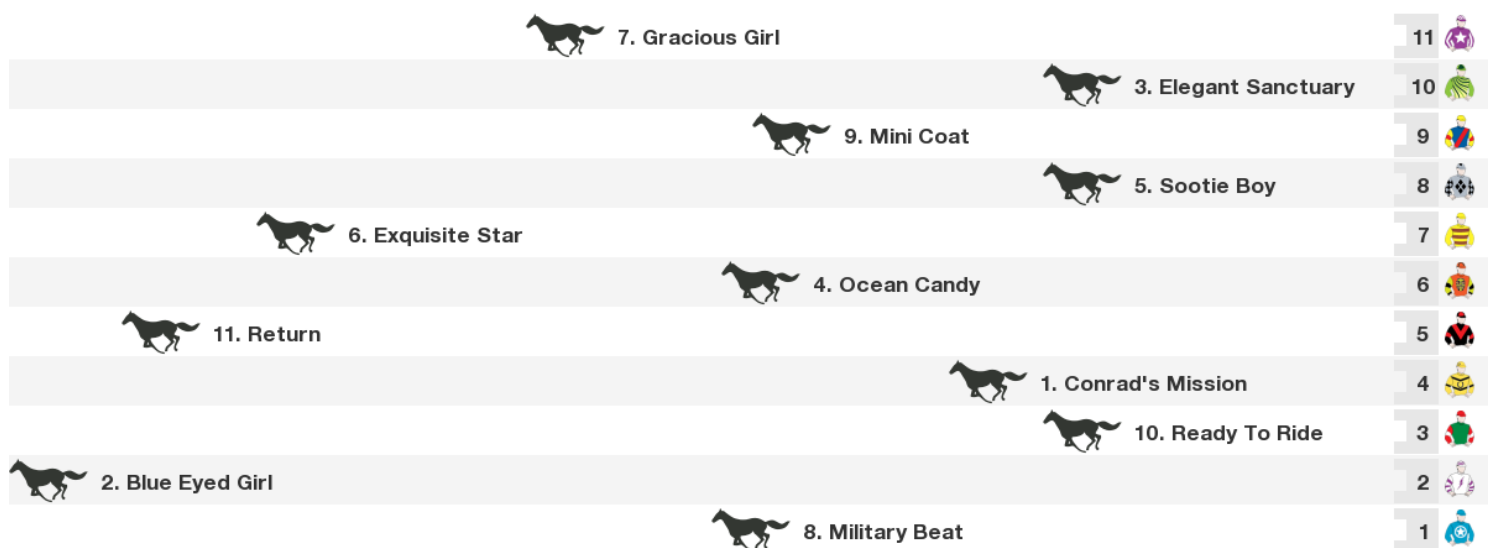 7. Gracious Girl 11
3. Elegant Sanctuary 10
9. Mini Coat 9
5. Sootie Boy 8
6. Exquisite Star 7
4. Ocean Candy 6
11. Return 5
1. Conrad's Mission 4
10. Ready To Ride 3
2. Blue Eyed Girl 2
8. Military Beat 1